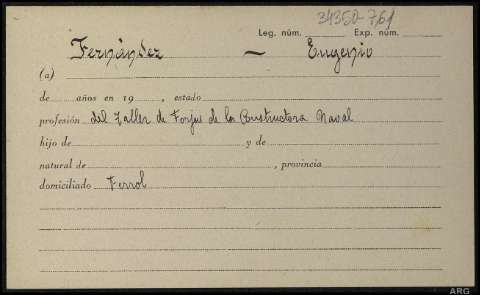 34350-761
Leg. núm. Exp. núm.
Fernández — Eugenio
(a)
de años en 19 , estado
profesión del Taller de Forjas de la Constructora Naval
hijo de y de
natural de , provincia
domiciliado Ferrol
ARG